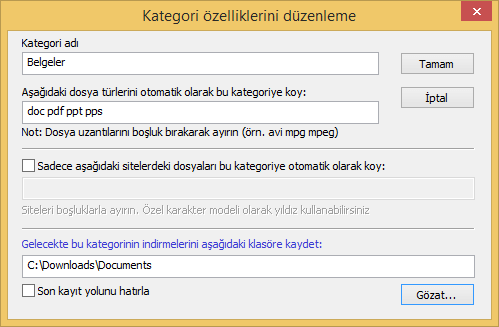 Kategori özelliklerini düzenleme
Kategori adı
Belgeler
Tamam
Aşağıdaki dosya türlerini otomatik olarak bu kategoriye koy:
İptal
doc pdf ppt pps
Not: Dosya uzantılarını boşluk bırakarak ayırın (örn. avi mpg mpeg)
Sadece aşağıdaki sitelerdeki dosyaları bu kategoriye otomatik olarak koy:
Siteleri boşluklarla ayırın. Özel karakter modeli olarak yıldız kullanabilirsiniz
Gelecekte bu kategorinin indirmelerini aşağıdaki klasöre kaydet:
C:\Downloads\Documents
Son kayıt yolunu hatırla
Gözat...